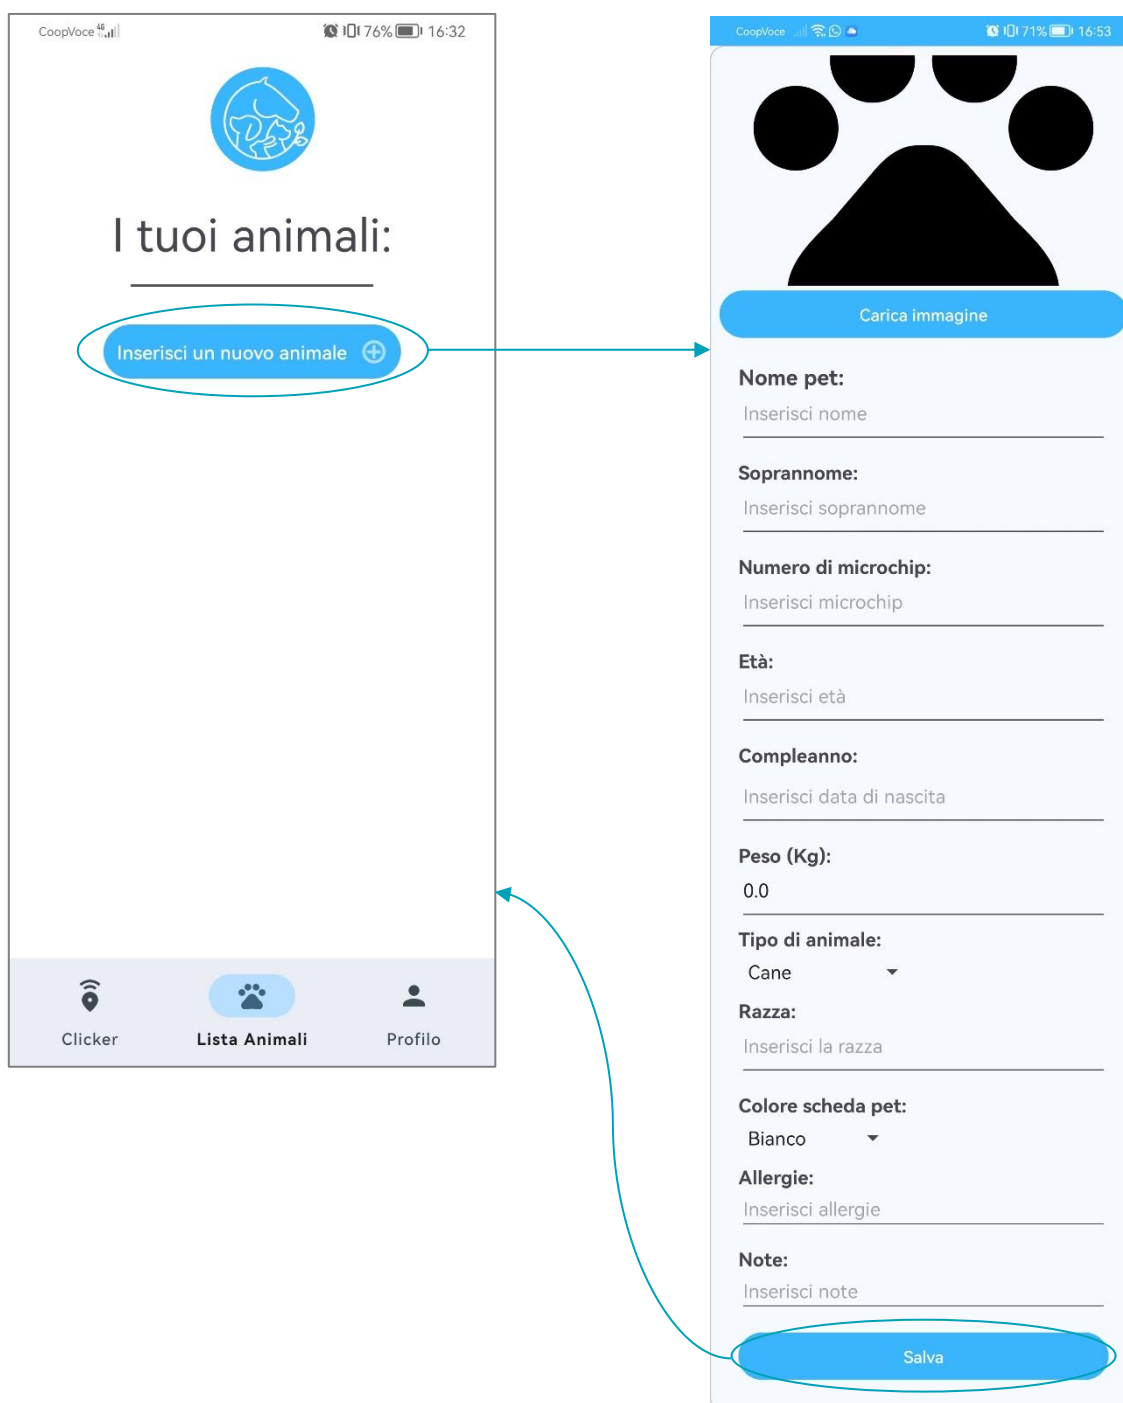 CoopVoce 4G
76% 16:32
I tuoi animali:
Inserisci un nuovo animale
Clicker
Lista Animali
Profilo
CoopVoce
71% 16:53
Carica immagine
Nome pet:
Inserisci nome
Soprannome:
Inserisci soprannome
Numero di microchip:
Inserisci microchip
Età:
Inserisci età
Compleanno:
Inserisci data di nascita
Peso (Kg):
0.0
Tipo di animale:
Cane
Razza:
Inserisci la razza
Colore scheda pet:
Bianco
Allergie:
Inserisci allergie
Note:
Inserisci note
Salva